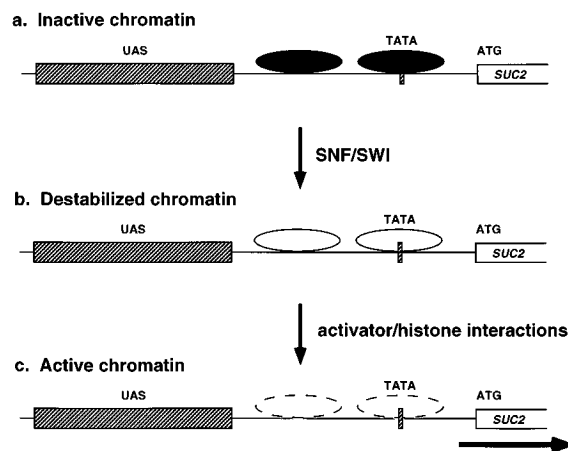 a. Inactive chromatin
UAS TATA ATG
SUC2
SNF/SWI
b. Destabilized chromatin
UAS TATA ATG
SUC2
activator/histone interactions
c. Active chromatin
UAS TATA ATG
SUC2